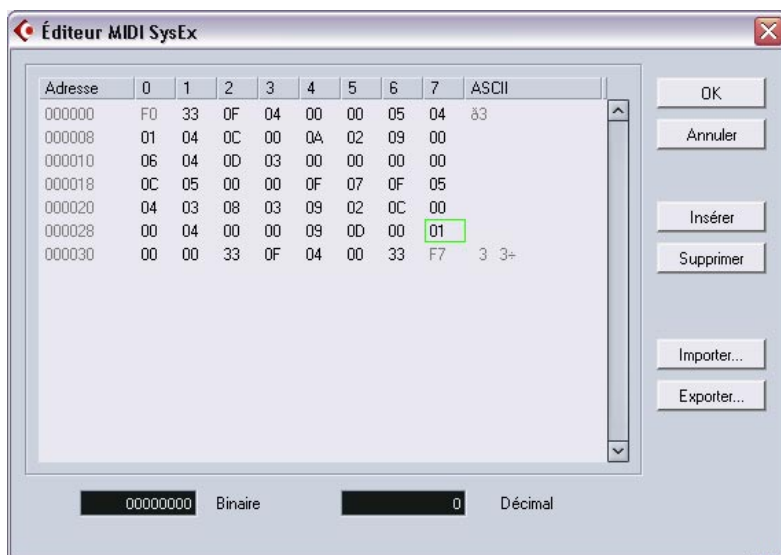 Éditeur MIDI SysEx
Adresse 0 1 2 3 4 5 6 7 ASCII
000000 F0 33 0F 04 00 00 05 04 ð3
000008 01 04 0C 00 0A 02 09 00
000010 06 04 0D 03 00 00 00 00
000018 0C 05 00 00 0F 07 0F 05
000020 04 03 08 03 09 02 0C 00
000028 00 04 00 00 09 0D 00 01
000030 00 00 33 0F 04 00 33 F7 3 3÷
OK
Annuler
Insérer
Supprimer
Importer...
Exporter...
00000000 Binaire 0 Décimal